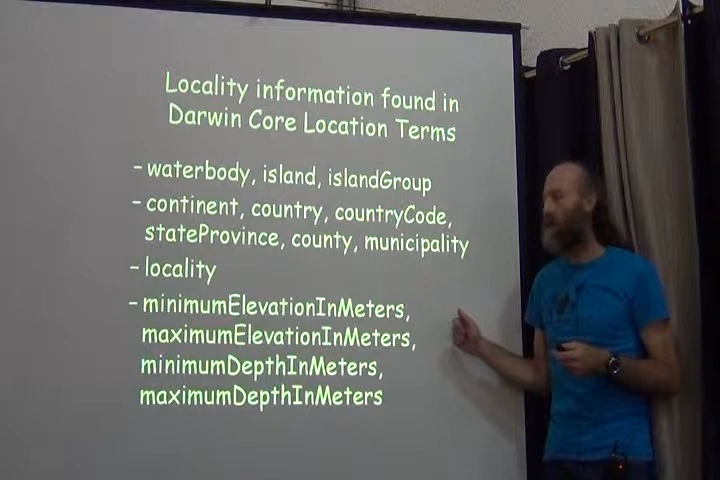 Locality information found in
Darwin Core Location Terms
- waterbody, island, islandGroup
- continent, country, countryCode,
stateProvince, county, municipality
- locality
- minimumElevationInMeters,
maximumElevationInMeters,
minimumDepthInMeters,
maximumDepthInMeters